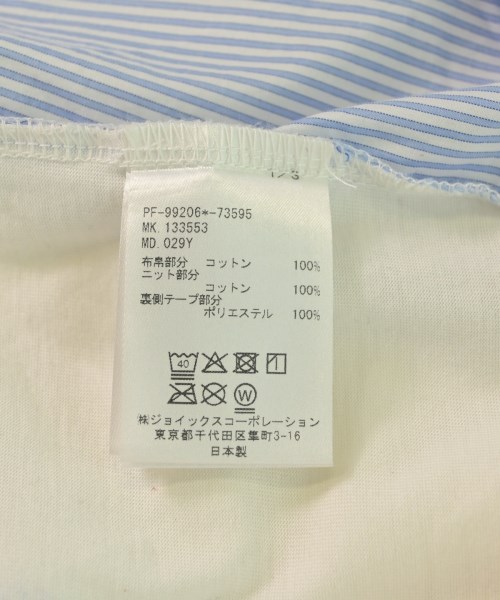 PF-99206*-73595
MK. 133553
MD. 029Y
布帛部分 コットン 100%
ニット部分
コットン 100%
裏側テープ部分
ポリエステル 100%
40
W
㈱ジョイックスコーポレーション
東京都千代田区隼町3-16
日本製